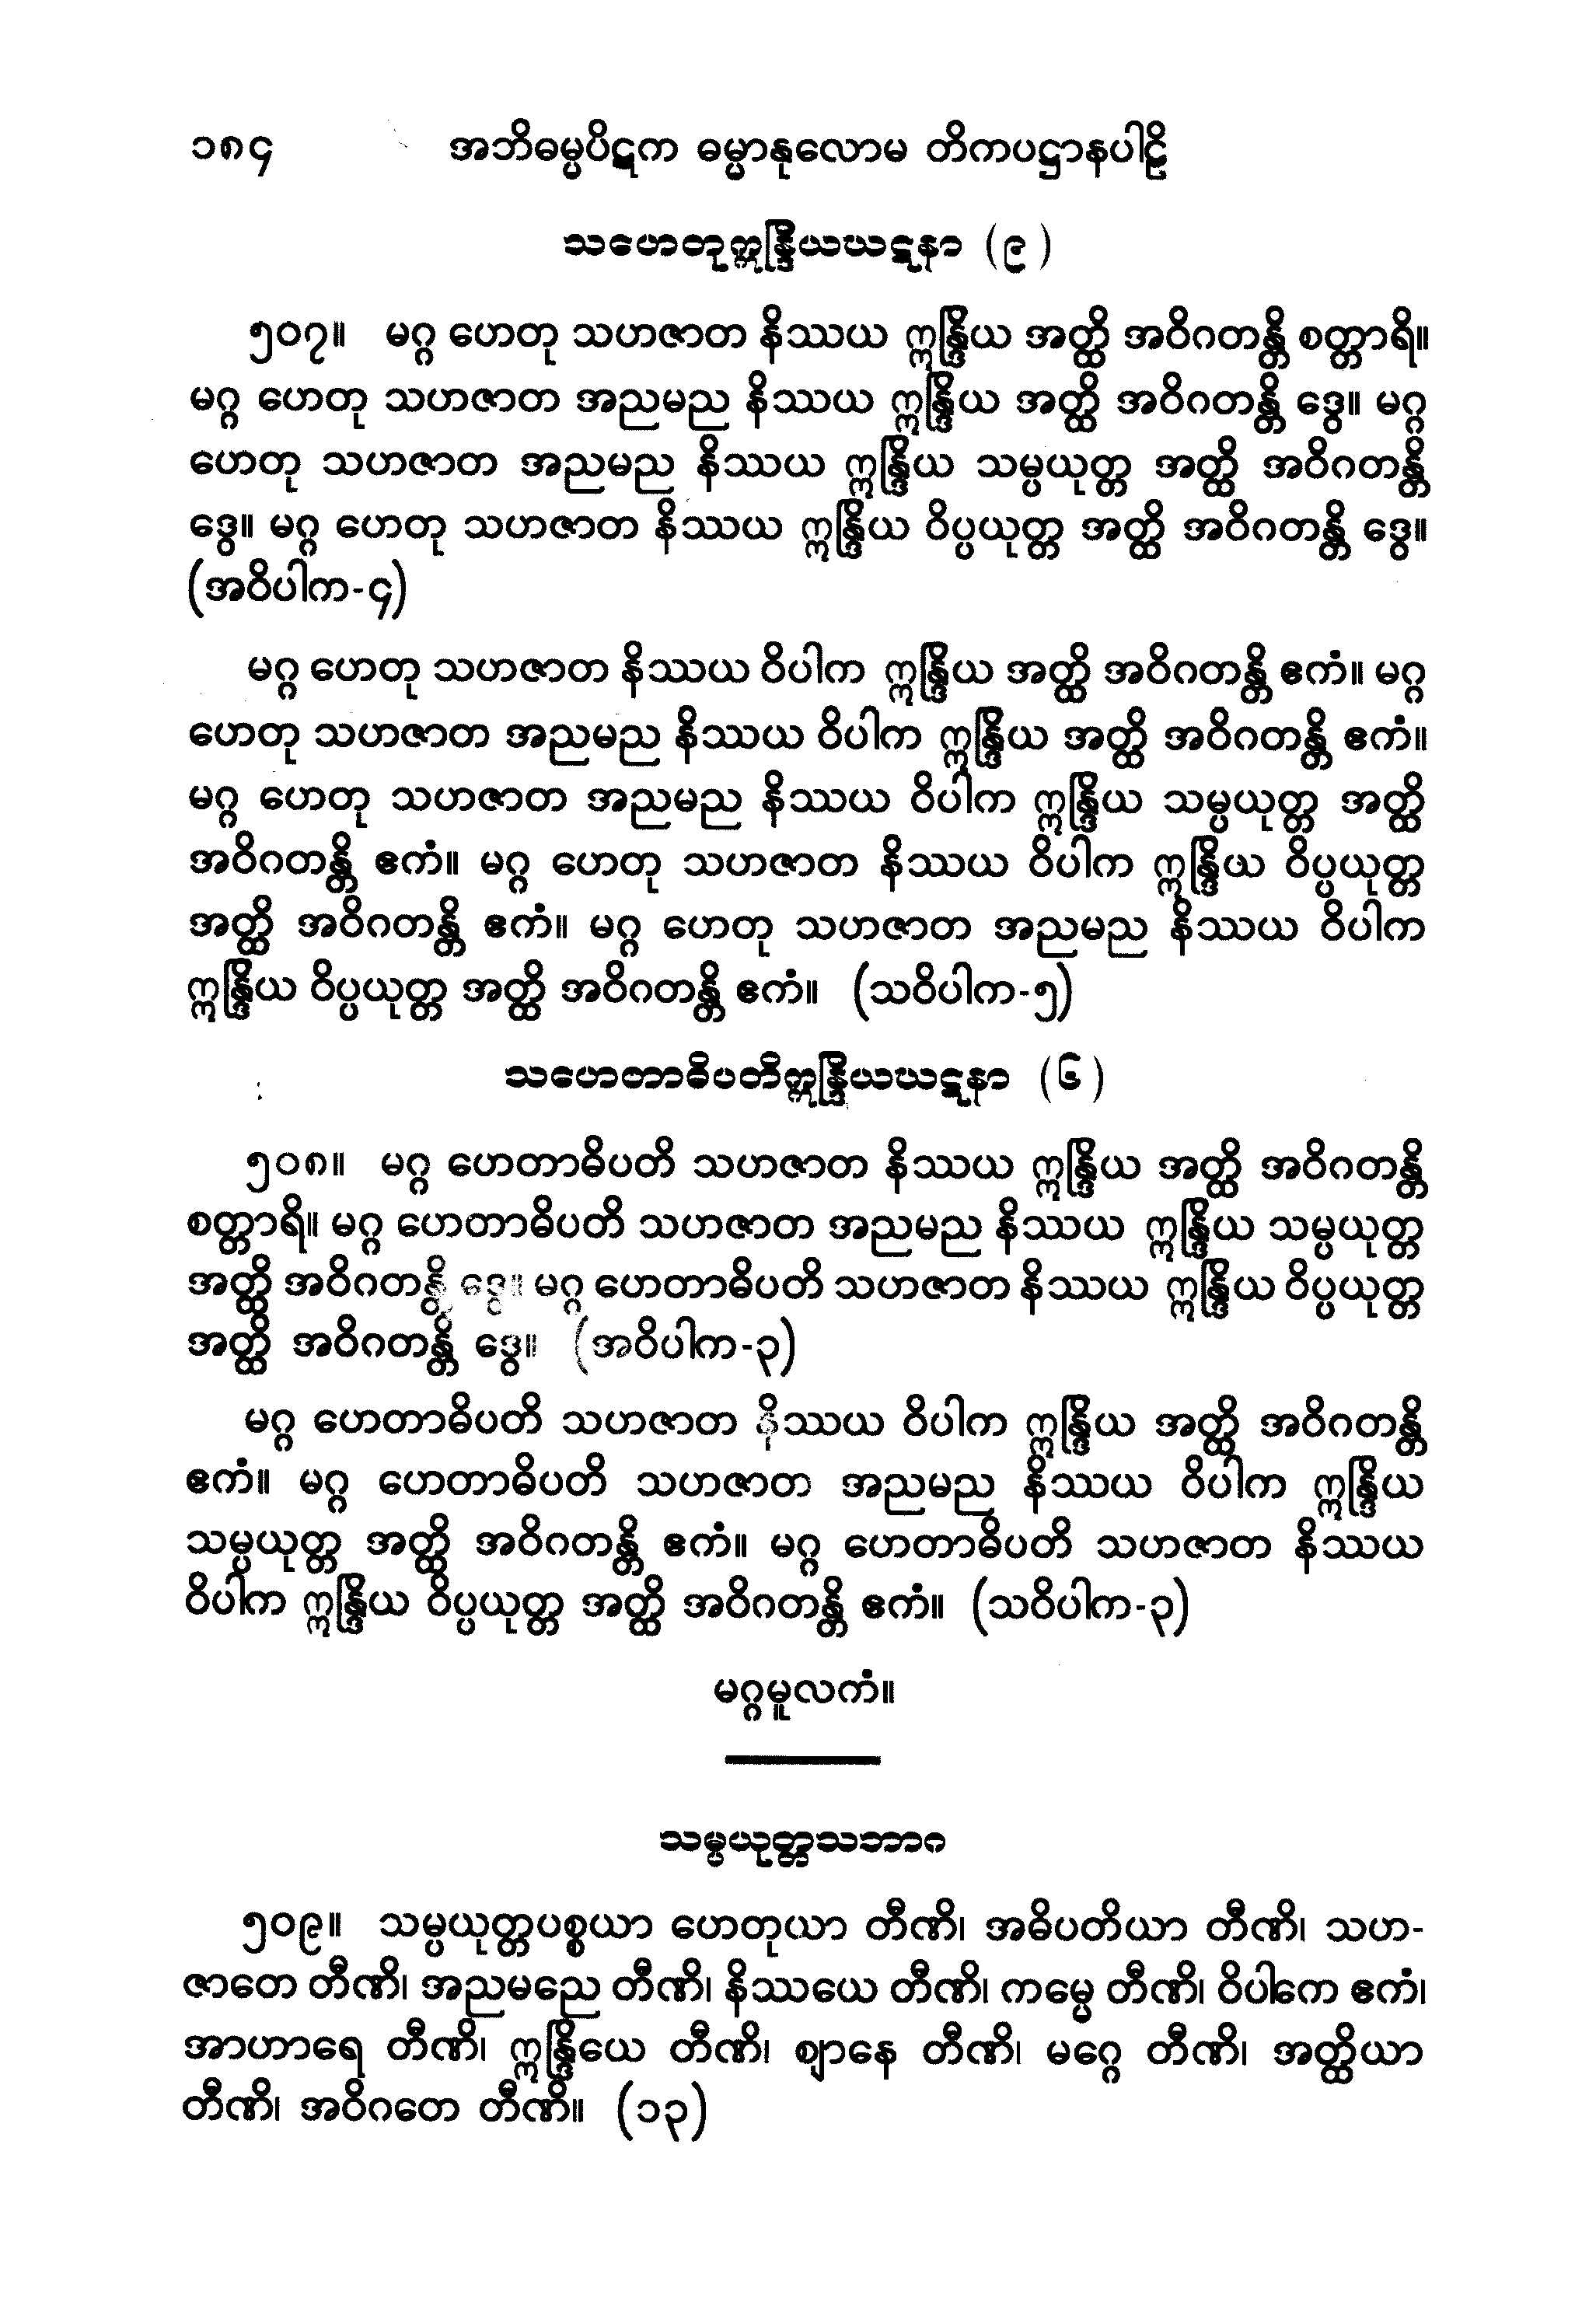 ၁၈၄ အဘိဓမ္မပိဋက ဓမ္မာနုလောမ တိကပဋ္ဌာနပါဠိ
သဟေတုဣန္ဒြိယဃဋနာ (၉)
၅၀၇။ မဂ္ဂ ဟေတု သဟဇာတ နိဿယ ဣန္ဒြိယ အတ္ထိ အဝိဂတန္တိ စတ္တာရိ။
မဂ္ဂ ဟေတု သဟဇာတ အညမည နိဿယ ဣန္ဒြိယ အတ္ထိ အဝိဂတန္တိ ဒွေ။ မဂ္ဂ
ဟေတု သဟဇာတ အညမည နိဿယ ဣန္ဒြိယ သမ္ပယုတ္တ အတ္ထိ အဝိဂတန္တိ
ဒွေ။ မဂ္ဂ ဟေတု သဟဇာတ နိဿယ ဣန္ဒြိယ ဝိပ္ပယုတ္တ အတ္ထိ အဝိဂတန္တိ ဒွေ။
(အဝိပါက-၄)
မဂ္ဂ ဟေတု သဟဇာတ နိဿယ ဝိပါက ဣန္ဒြိယ အတ္ထိ အဝိဂတန္တိ ဧကံ။ မဂ္ဂ
ဟေတု သဟဇာတ အညမည နိဿယ ဝိပါက ဣန္ဒြိယ အတ္ထိ အဝိဂတန္တိ ဧကံ။
မဂ္ဂ ဟေတု သဟဇာတ အညမည နိဿယ ဝိပါက ဣန္ဒြိယ သမ္ပယုတ္တ အတ္ထိ
အဝိဂတန္တိ ဧကံ။ မဂ္ဂ ဟေတု သဟဇာတ နိဿယ ဝိပါက ဣန္ဒြိယ ဝိပ္ပယုတ္တ
အတ္ထိ အဝိဂတန္တိ ဧကံ။ မဂ္ဂ ဟေတု သဟဇာတ အညမည နိဿယ ဝိပါက
ဣန္ဒြိယ ဝိပ္ပယုတ္တ အတ္ထိ အဝိဂတန္တိ ဧကံ။ (သဝိပါက-၅)
သဟေတာဓိပတိဣန္ဒြိယဃဋနာ (၆)
၅၀၈။ မဂ္ဂ ဟေတာဓိပတိ သဟဇာတ နိဿယ ဣန္ဒြိယ အတ္ထိ အဝိဂတန္တိ
စတ္တာရိ။ မဂ္ဂ ဟေတာဓိပတိ သဟဇာတ အညမည နိဿယ ဣန္ဒြိယ သမ္ပယုတ္တ
အတ္ထိ အဝိဂတန္တိ ဒွေ။ မဂ္ဂ ဟေတာဓိပတိ သဟဇာတ နိဿယ ဣန္ဒြိယ ဝိပ္ပယုတ္တ
အတ္ထိ အဝိဂတန္တိ ဒွေ။ (အဝိပါက-၃)
မဂ္ဂ ဟေတာဓိပတိ သဟဇာတ နိဿယ ဝိပါက ဣန္ဒြိယ အတ္ထိ အဝိဂတန္တိ
ဧကံ။ မဂ္ဂ ဟေတာဓိပတိ သဟဇာတ အညမည နိဿယ ဝိပါက ဣန္ဒြိယ
သမ္ပယုတ္တ အတ္ထိ အဝိဂတန္တိ ဧကံ။ မဂ္ဂ ဟေတာဓိပတိ သဟဇာတ နိဿယ
ဝိပါက ဣန္ဒြိယ ဝိပ္ပယုတ္တ အတ္ထိ အဝိဂတန္တိ ဧကံ။ (သဝိပါက-၃)
မဂ္ဂမူလကံ။
သမ္ပယုတ္တသဘာဂ
၅၀၉။ သမ္ပယုတ္တပစ္စယာ ဟေတုယာ တီဏိ၊ အဓိပတိယာ တီဏိ၊ သဟ-
ဇာတေ တီဏိ၊ အညမညေ တီဏိ၊ နိဿယေ တီဏိ၊ ကမ္မေ တီဏိ၊ ဝိပါကေ ဧကံ၊
အာဟာရေ တီဏိ၊ ဣန္ဒြိယေ တီဏိ၊ ဈာနေ တီဏိ၊ မဂ္ဂေ တီဏိ၊ အတ္ထိယာ
တီဏိ၊ အဝိဂတေ တီဏိ။ (၁၃)